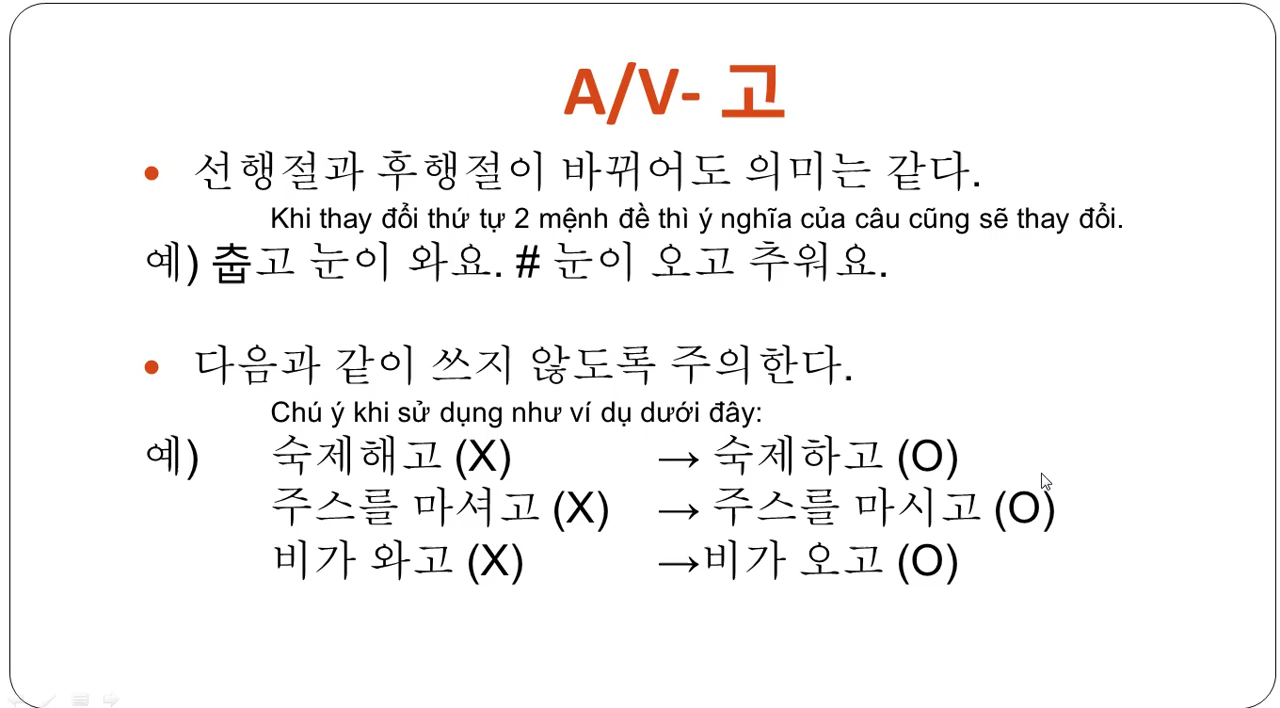 A/V- 고
• 선행절과 후행절이 바뀌어도 의미는 같다.
Khi thay đổi thứ tự 2 mệnh đề thì ý nghĩa của câu cũng sẽ thay đổi.
예) 춥고 눈이 와요. # 눈이 오고 추워요.
• 다음과 같이 쓰지 않도록 주의한다.
Chú ý khi sử dụng như ví dụ dưới đây:
예) 숙제해고 (X) → 숙제하고 (O)
주스를 마셔고 (X) → 주스를 마시고 (O)
비가 와고 (X) →비가 오고 (O)